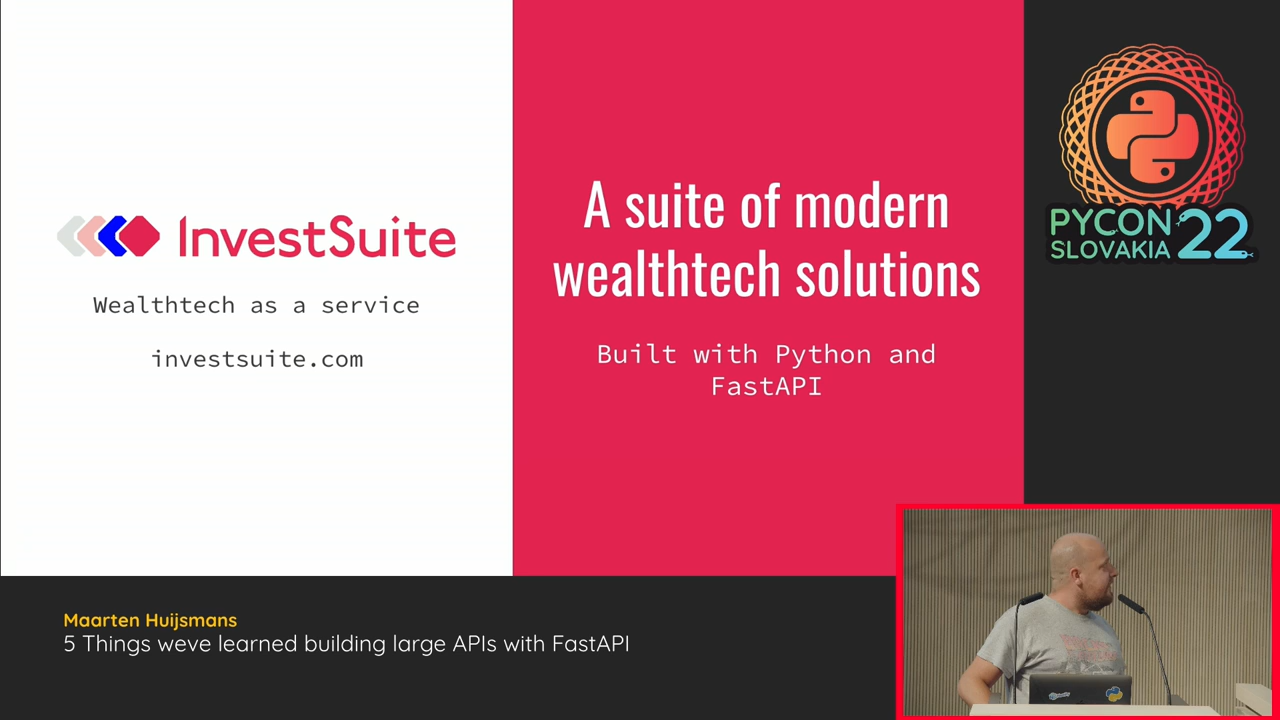 InvestSuite
Wealthtech as a service
investsuite.com
A suite of modern
wealthtech solutions
Built with Python and
FastAPI
PYCON
SLOVAKIA
22
Maarten Huijsmans
5 Things weve learned building large APIs with FastAPI